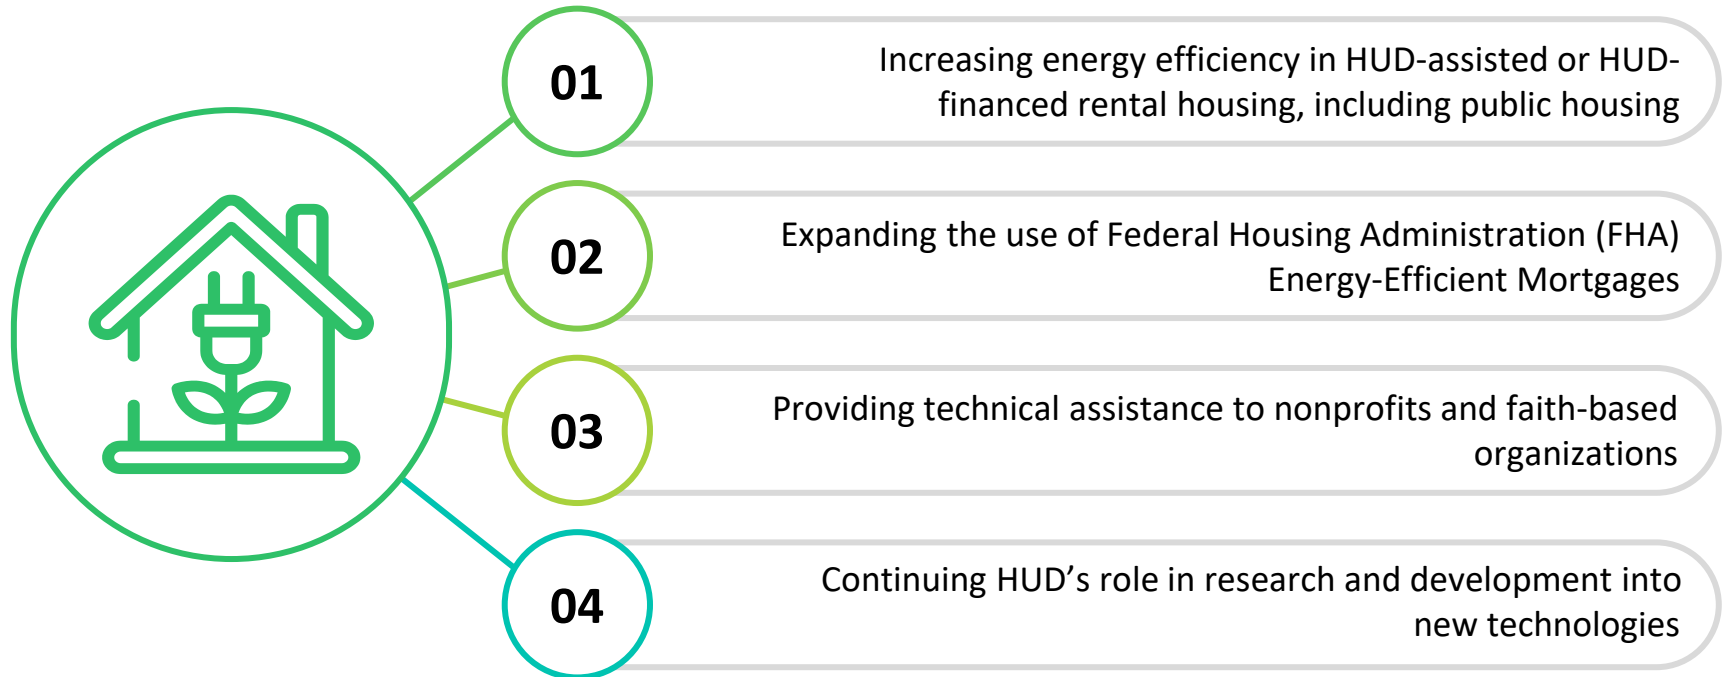 01
Increasing energy efficiency in HUD-assisted or HUD-
financed rental housing, including public housing
02
Expanding the use of Federal Housing Administration (FHA)
Energy-Efficient Mortgages
03
Providing technical assistance to nonprofits and faith-based
organizations
04
Continuing HUD’s role in research and development into
new technologies